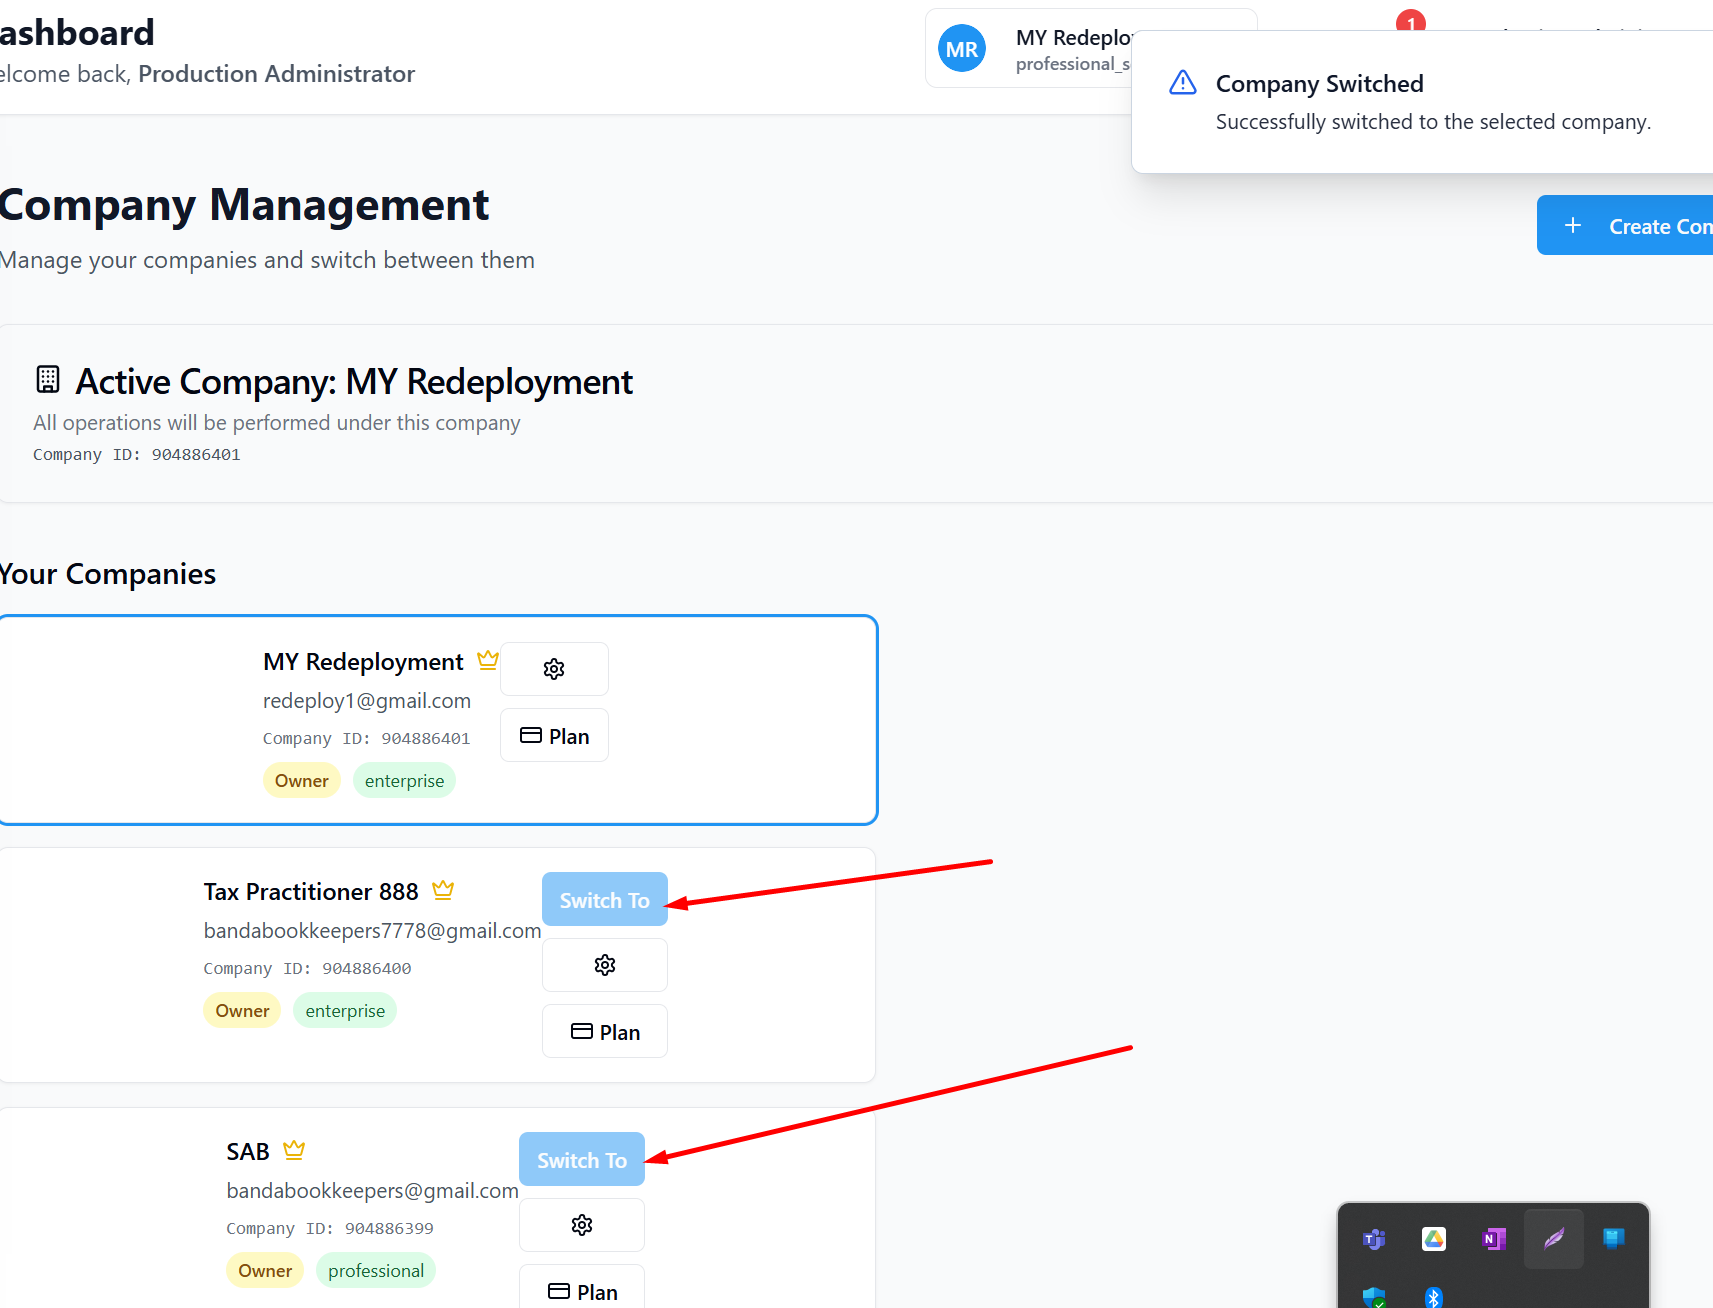 ashboard
elcome back, Production Administrator
MR
MY Redeplo
professional_s
1
Company Switched
Successfully switched to the selected company.
Company Management
Manage your companies and switch between them
+ Create Con
Active Company: MY Redeployment
All operations will be performed under this company
Company ID: 904886401
Your Companies
MY Redeployment
redeploy1@gmail.com
Company ID: 904886401
Owner enterprise
Plan
Tax Practitioner 888
bandabookkeepers7778@gmail.com
Company ID: 904886400
Owner enterprise
Switch To
Plan
SAB
bandabookkeepers@gmail.com
Company ID: 904886399
Owner professional
Switch To
Plan